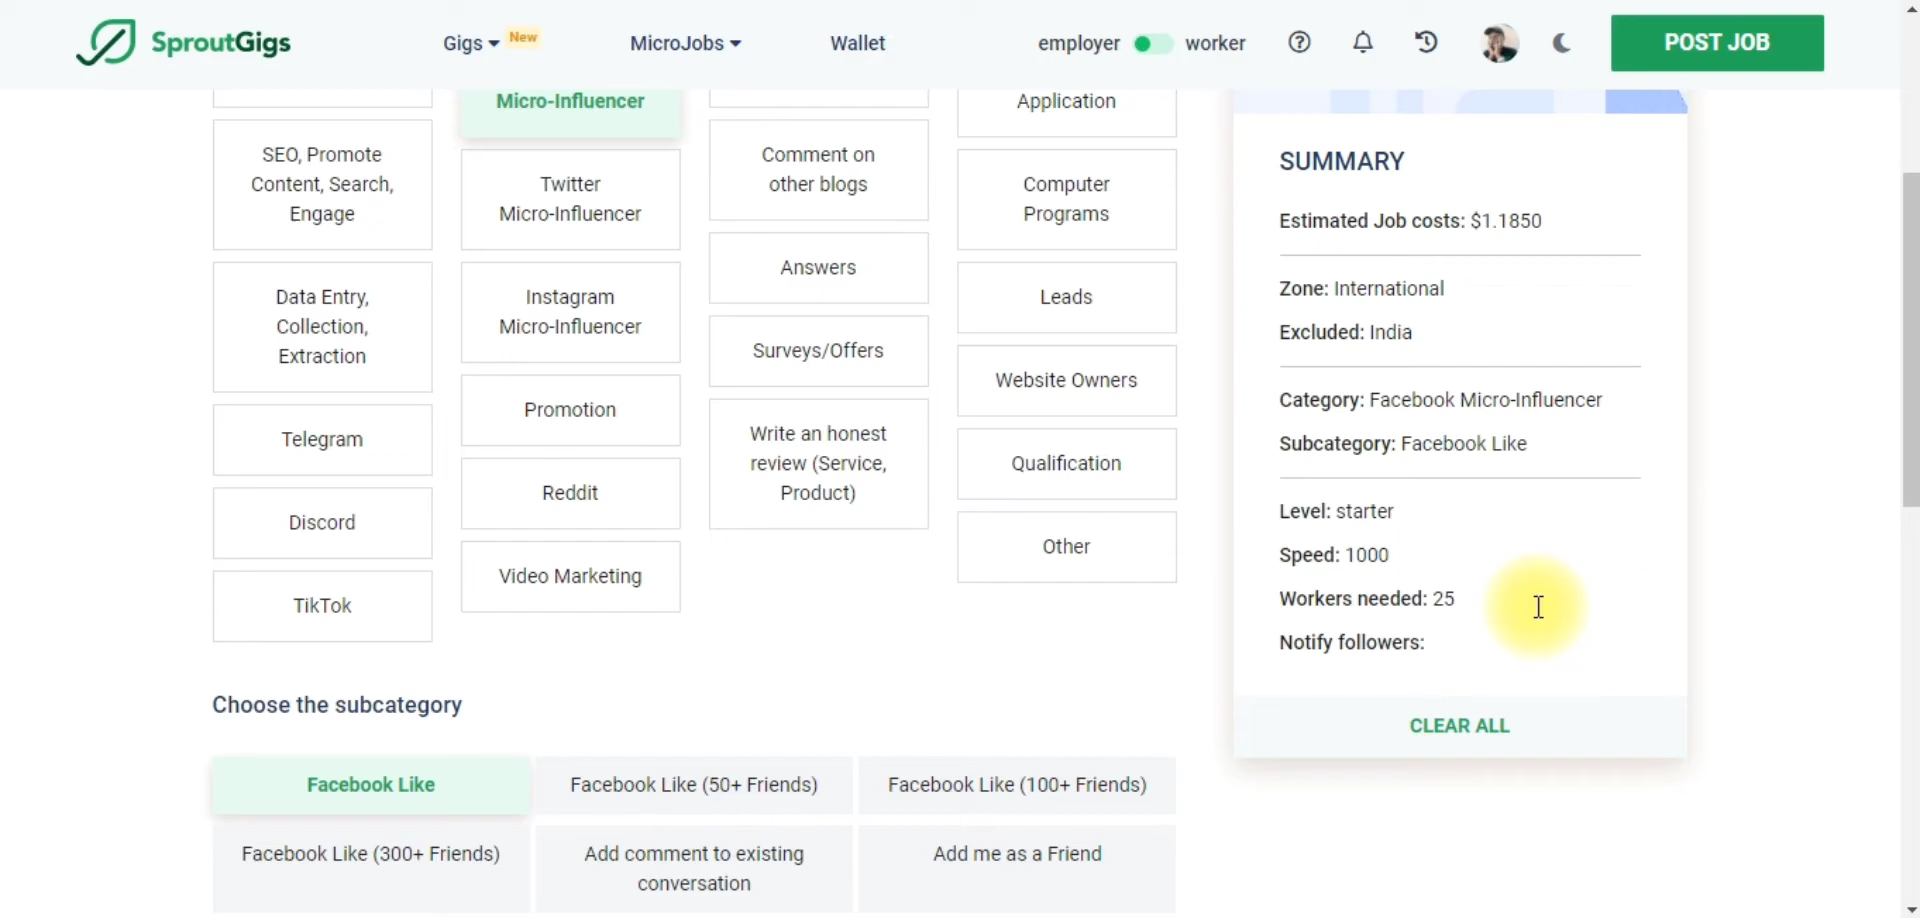 SproutGigs
Gigs New
MicroJobs
Wallet
employer worker
POST JOB
SEO, Promote
Content, Search,
Engage
Data Entry,
Collection,
Extraction
Telegram
Discord
TikTok
Micro-Influencer
Twitter
Micro-Influencer
Instagram
Micro-Influencer
Promotion
Reddit
Video Marketing
Comment on
other blogs
Answers
Surveys/Offers
Write an honest
review (Service,
Product)
Application
Computer
Programs
Leads
Website Owners
Qualification
Other
SUMMARY
Estimated Job costs: $1.1850
Zone: International
Excluded: India
Category: Facebook Micro-Influencer
Subcategory: Facebook Like
Level: starter
Speed: 1000
Workers needed: 25
Notify followers:
CLEAR ALL
Choose the subcategory
Facebook Like
Facebook Like (50+ Friends)
Facebook Like (100+ Friends)
Facebook Like (300+ Friends)
Add comment to existing
conversation
Add me as a Friend